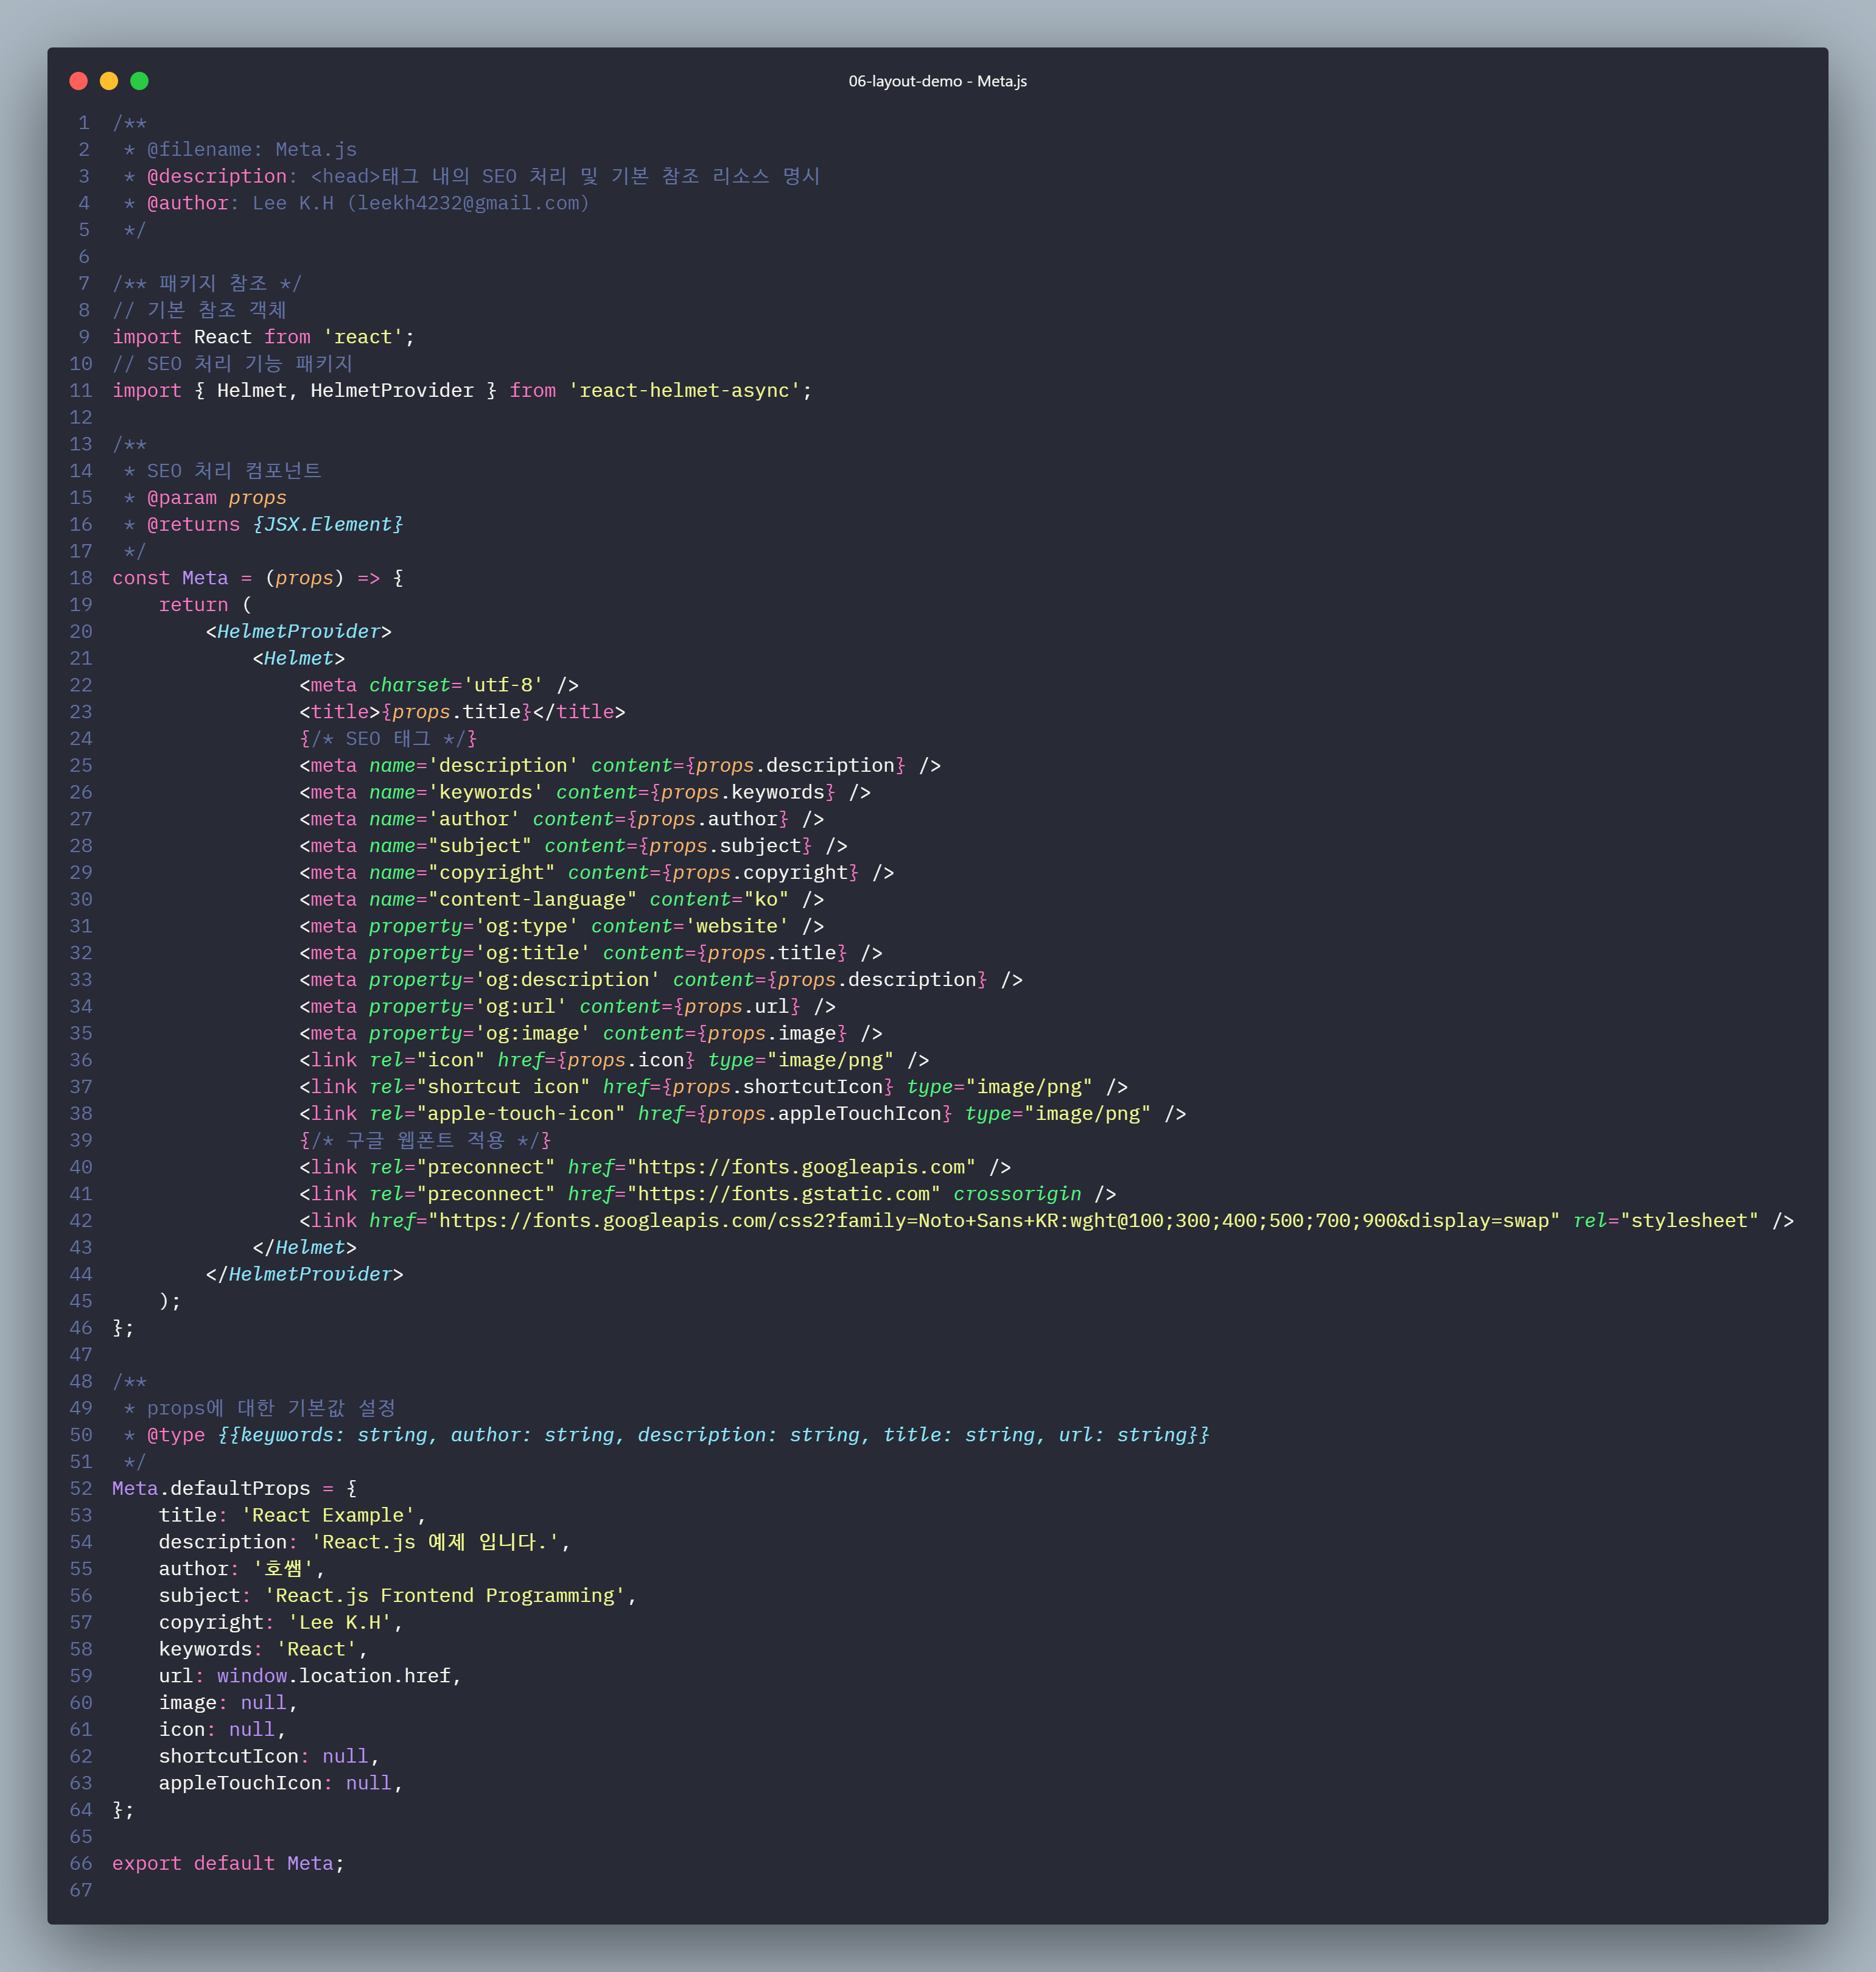 06-layout-demo - Meta.js
1 /**
2  * @filename: Meta.js
3  * @description: <head>태그 내의 SEO 처리 및 기본 참조 리소스 명시
4  * @author: Lee K.H (leekh4232@gmail.com)
5  */
6
7 /** 패키지 참조 */
8 // 기본 참조 객체
9 import React from 'react';
10 // SEO 처리 기능 패키지
11 import { Helmet, HelmetProvider } from 'react-helmet-async';
12
13 /**
14  * SEO 처리 컴포넌트
15  * @param props
16  * @returns {JSX.Element}
17  */
18 const Meta = (props) => {
19     return (
20         <HelmetProvider>
21             <Helmet>
22                 <meta charset='utf-8' />
23                 <title>{props.title}</title>
24                 {/* SEO 태그 */}
25                 <meta name='description' content={props.description} />
26                 <meta name='keywords' content={props.keywords} />
27                 <meta name='author' content={props.author} />
28                 <meta name="subject" content={props.subject} />
29                 <meta name="copyright" content={props.copyright} />
30                 <meta name="content-language" content="ko" />
31                 <meta property='og:type' content='website' />
32                 <meta property='og:title' content={props.title} />
33                 <meta property='og:description' content={props.description} />
34                 <meta property='og:url' content={props.url} />
35                 <meta property='og:image' content={props.image} />
36                 <link rel="icon" href={props.icon} type="image/png" />
37                 <link rel="shortcut icon" href={props.shortcutIcon} type="image/png" />
38                 <link rel="apple-touch-icon" href={props.appleTouchIcon} type="image/png" />
39                 {/* 구글 웹폰트 적용 */}
40                 <link rel="preconnect" href="https://fonts.googleapis.com" />
41                 <link rel="preconnect" href="https://fonts.gstatic.com" crossorigin />
42                 <link href="https://fonts.googleapis.com/css2?family=Noto+Sans+KR:wght@100;300;400;500;700;900&display=swap" rel="stylesheet" />
43             </Helmet>
44         </HelmetProvider>
45     );
46 };
47
48 /**
49  * props에 대한 기본값 설정
50  * @type {{keywords: string, author: string, description: string, title: string, url: string}}
51  */
52 Meta.defaultProps = {
53     title: 'React Example',
54     description: 'React.js 예제 입니다.',
55     author: '호쌤',
56     subject: 'React.js Frontend Programming',
57     copyright: 'Lee K.H',
58     keywords: 'React',
59     url: window.location.href,
60     image: null,
61     icon: null,
62     shortcutIcon: null,
63     appleTouchIcon: null,
64 };
65
66 export default Meta;
67